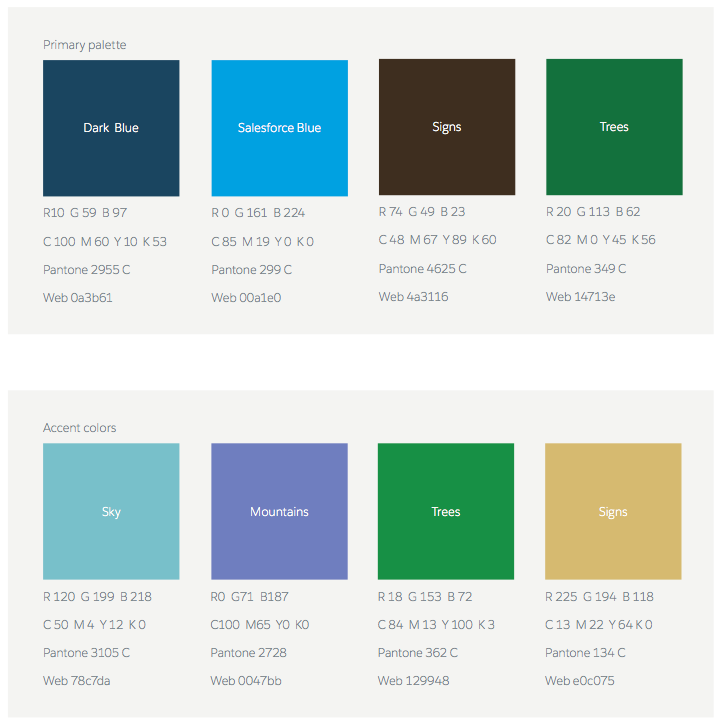 Primary palette
Dark Blue
Salesforce Blue
Signs
Trees
R10 G 59 B 97
R 0 G 161 B 224
R 74 G 49 B 23
R 20 G 113 B 62
C 100 M 60 Y 10 K 53
C 85 M 19 Y 0 K 0
C 48 M 67 Y 89 K 60
C 82 M 0 Y 45 K 56
Pantone 2955 C
Pantone 299 C
Pantone 4625 C
Pantone 349 C
Web 0a3b61
Web 00a1e0
Web 4a3116
Web 14713e
Accent colors
Sky
Mountains
Trees
Signs
R 120 G 199 B 218
R0 G71 B187
R 18 G 153 B 72
R 225 G 194 B 118
C 50 M 4 Y 12 K 0
C100 M65 Y0 K0
C 84 M 13 Y 100 K 3
C 13 M 22 Y 64 K 0
Pantone 3105 C
Pantone 2728
Pantone 362 C
Pantone 134 C
Web 78c7da
Web 0047bb
Web 129948
Web e0c075